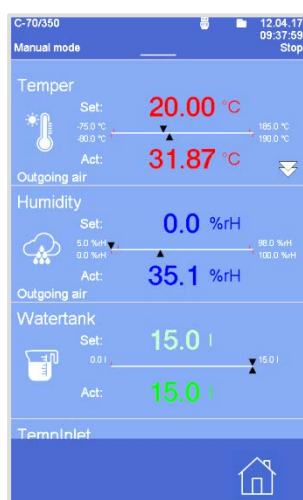 C-70/350 12.04.17
09:37:59
Manual mode Stop
Temper
Set: 20.00 °C
-75.0 °C 185.0 °C
-80.0 °C 190.0 °C
Act: 31.87 °C
Outgoing air
Humidity
Set: 0.0 %rH
5.0 %rH 98.0 %rH
0.0 %rH 100.0 %rH
Act: 35.1 %rH
Outgoing air
Watertank
Set: 15.0 l
0.0 l 15.0 l
Act: 15.0 l
TempInlet